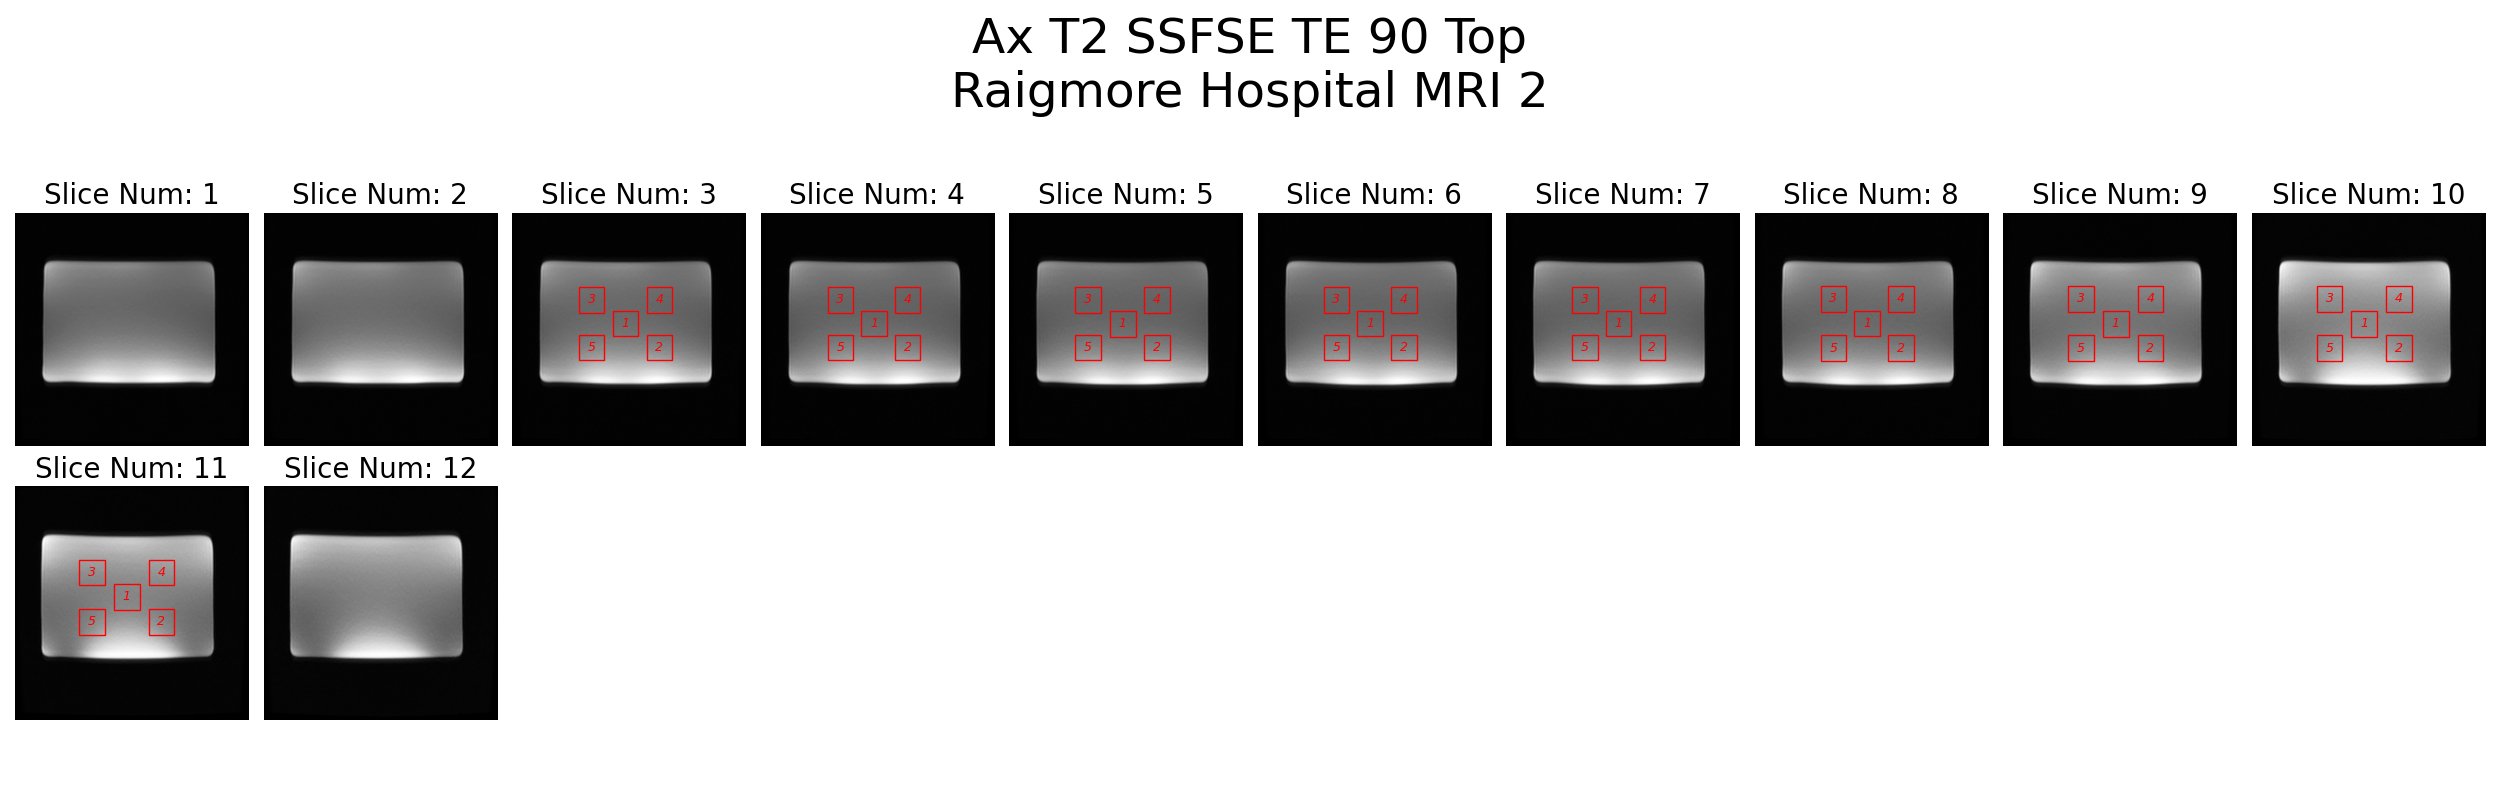 Ax T2 SSFSE TE 90 Top
Raigmore Hospital MRI 2
Slice Num: 1
Slice Num: 2
Slice Num: 3
Slice Num: 4
Slice Num: 5
Slice Num: 6
Slice Num: 7
Slice Num: 8
Slice Num: 9
Slice Num: 10
3 4 3 4 3 4 3 4 3 4 3 4 3 4 3 4
1 1 1 1 1 1 1 1
5 2 5 2 5 2 5 2 5 2 5 2 5 2 5 2
Slice Num: 11
Slice Num: 12
3 4
1
5 2